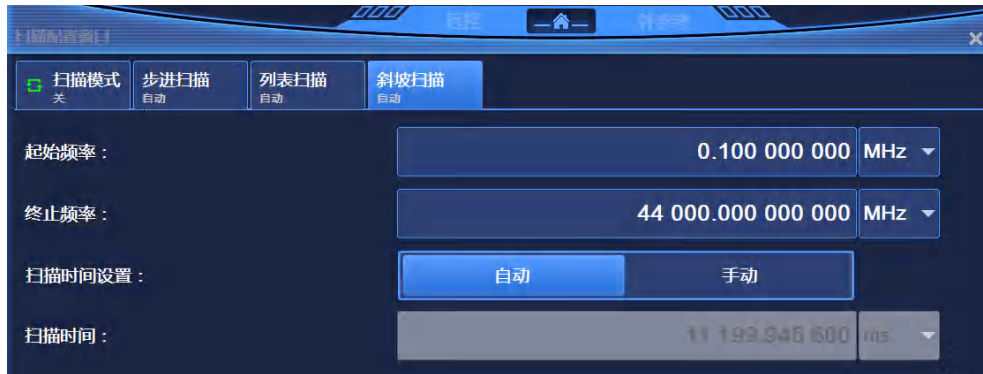 扫描配置窗口
扫描模式
关
步进扫描
自动
列表扫描
自动
斜坡扫描
自动
起始频率：
0.100 000 000 MHz
终止频率：
44 000.000 000 000 MHz
扫描时间设置：
自动 手动
扫描时间：
11 199.946 600 ms